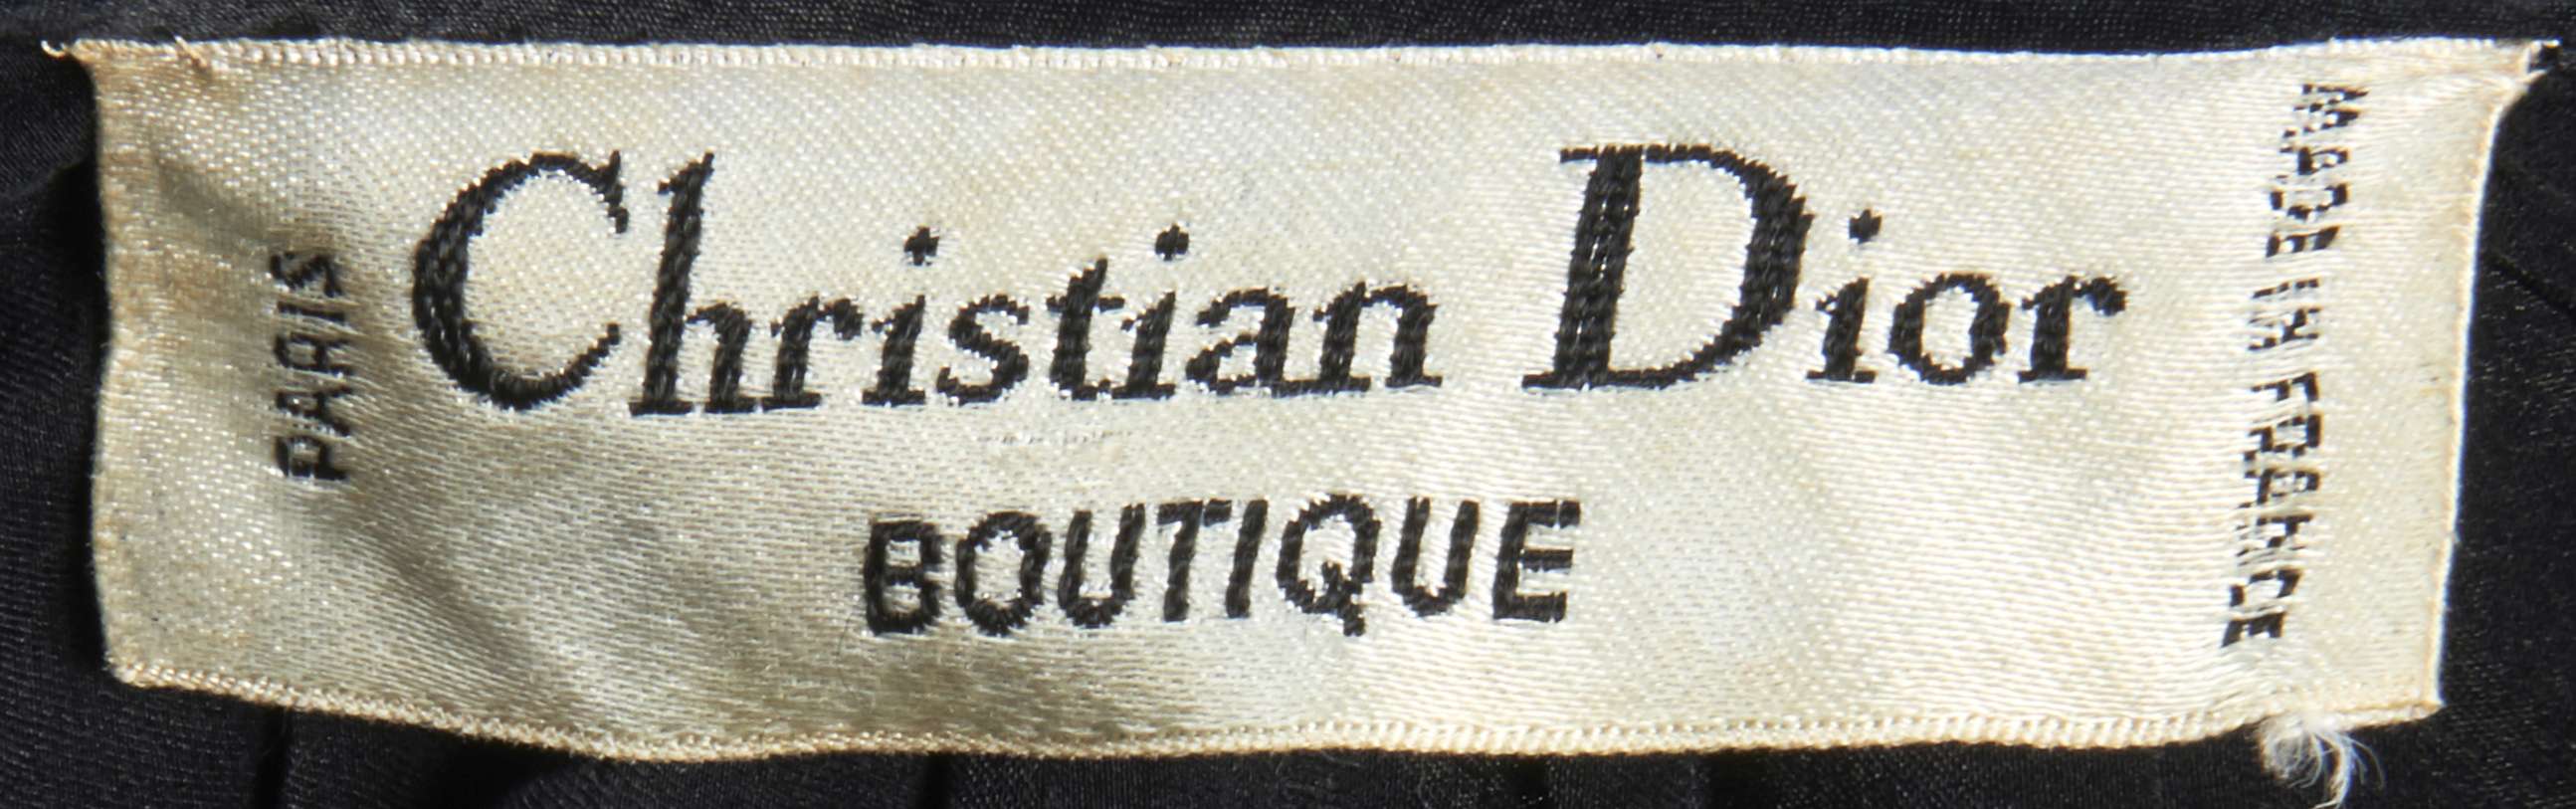 PARIS
Christian Dior
BOUTIQUE
MADE IN FRANCE